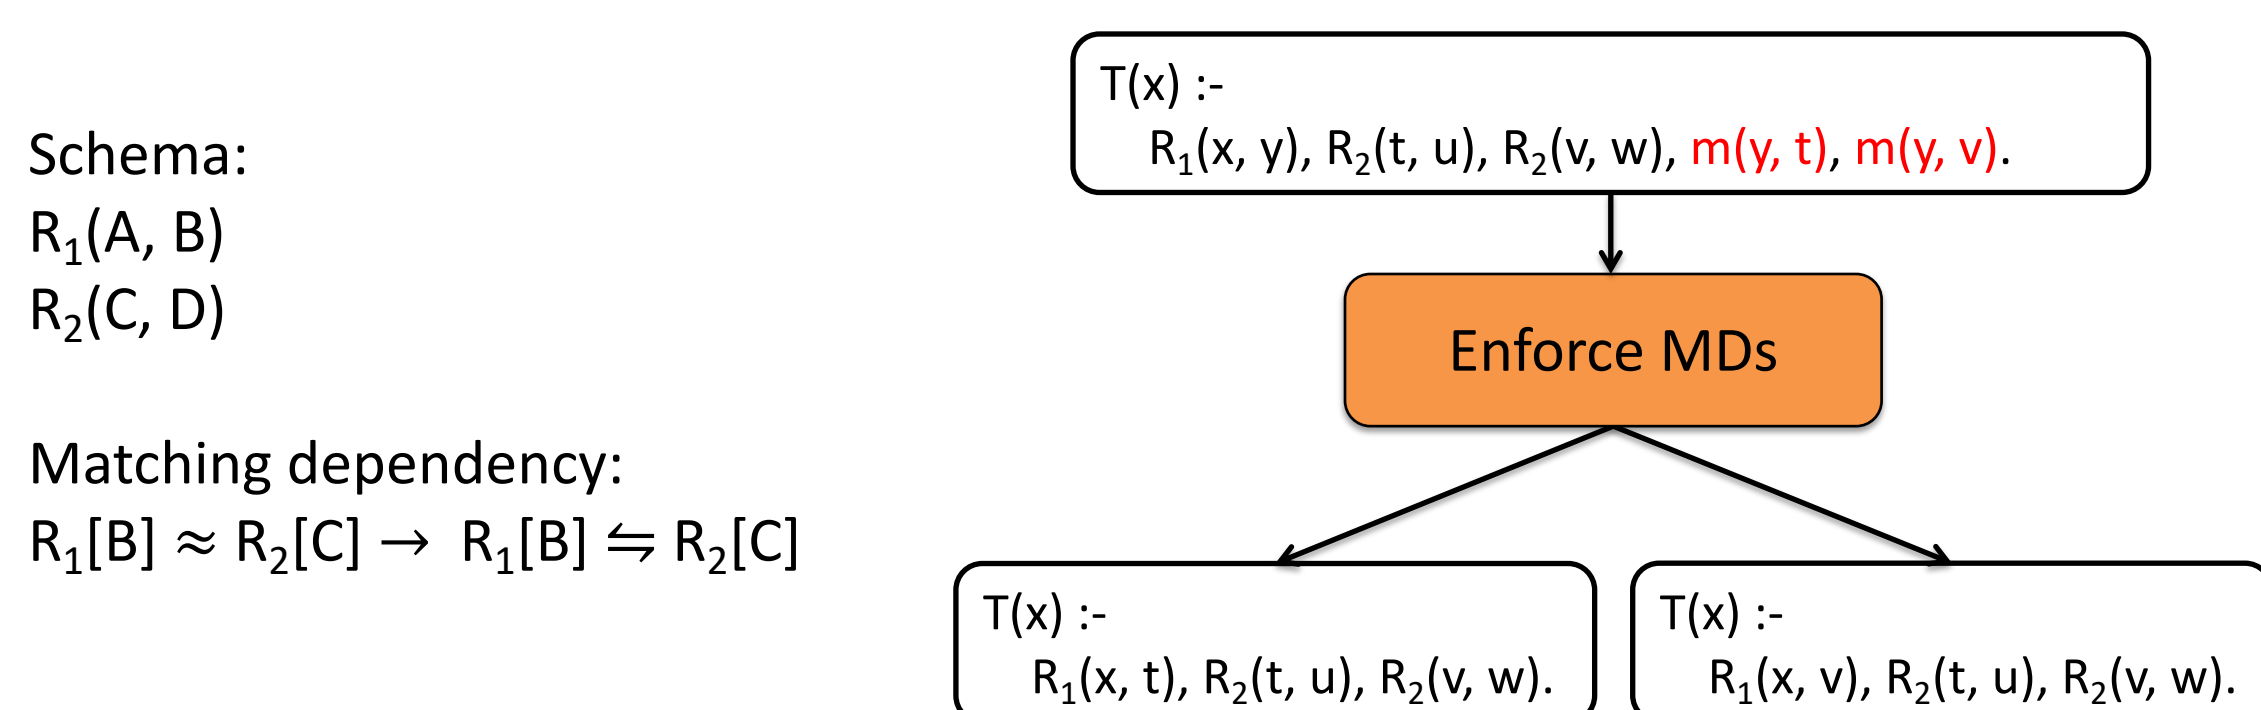 Schema:
R₁(A, B)
R₂(C, D)
Matching dependency:
R₁[B] ≈ R₂[C] → R₁[B] ⇋ R₂[C]
T(x) :-
R₁(x, y), R₂(t, u), R₂(v, w), m(y, t), m(y, v).
Enforce MDs
T(x) :-
R₁(x, t), R₂(t, u), R₂(v, w).
T(x) :-
R₁(x, v), R₂(t, u), R₂(v, w).